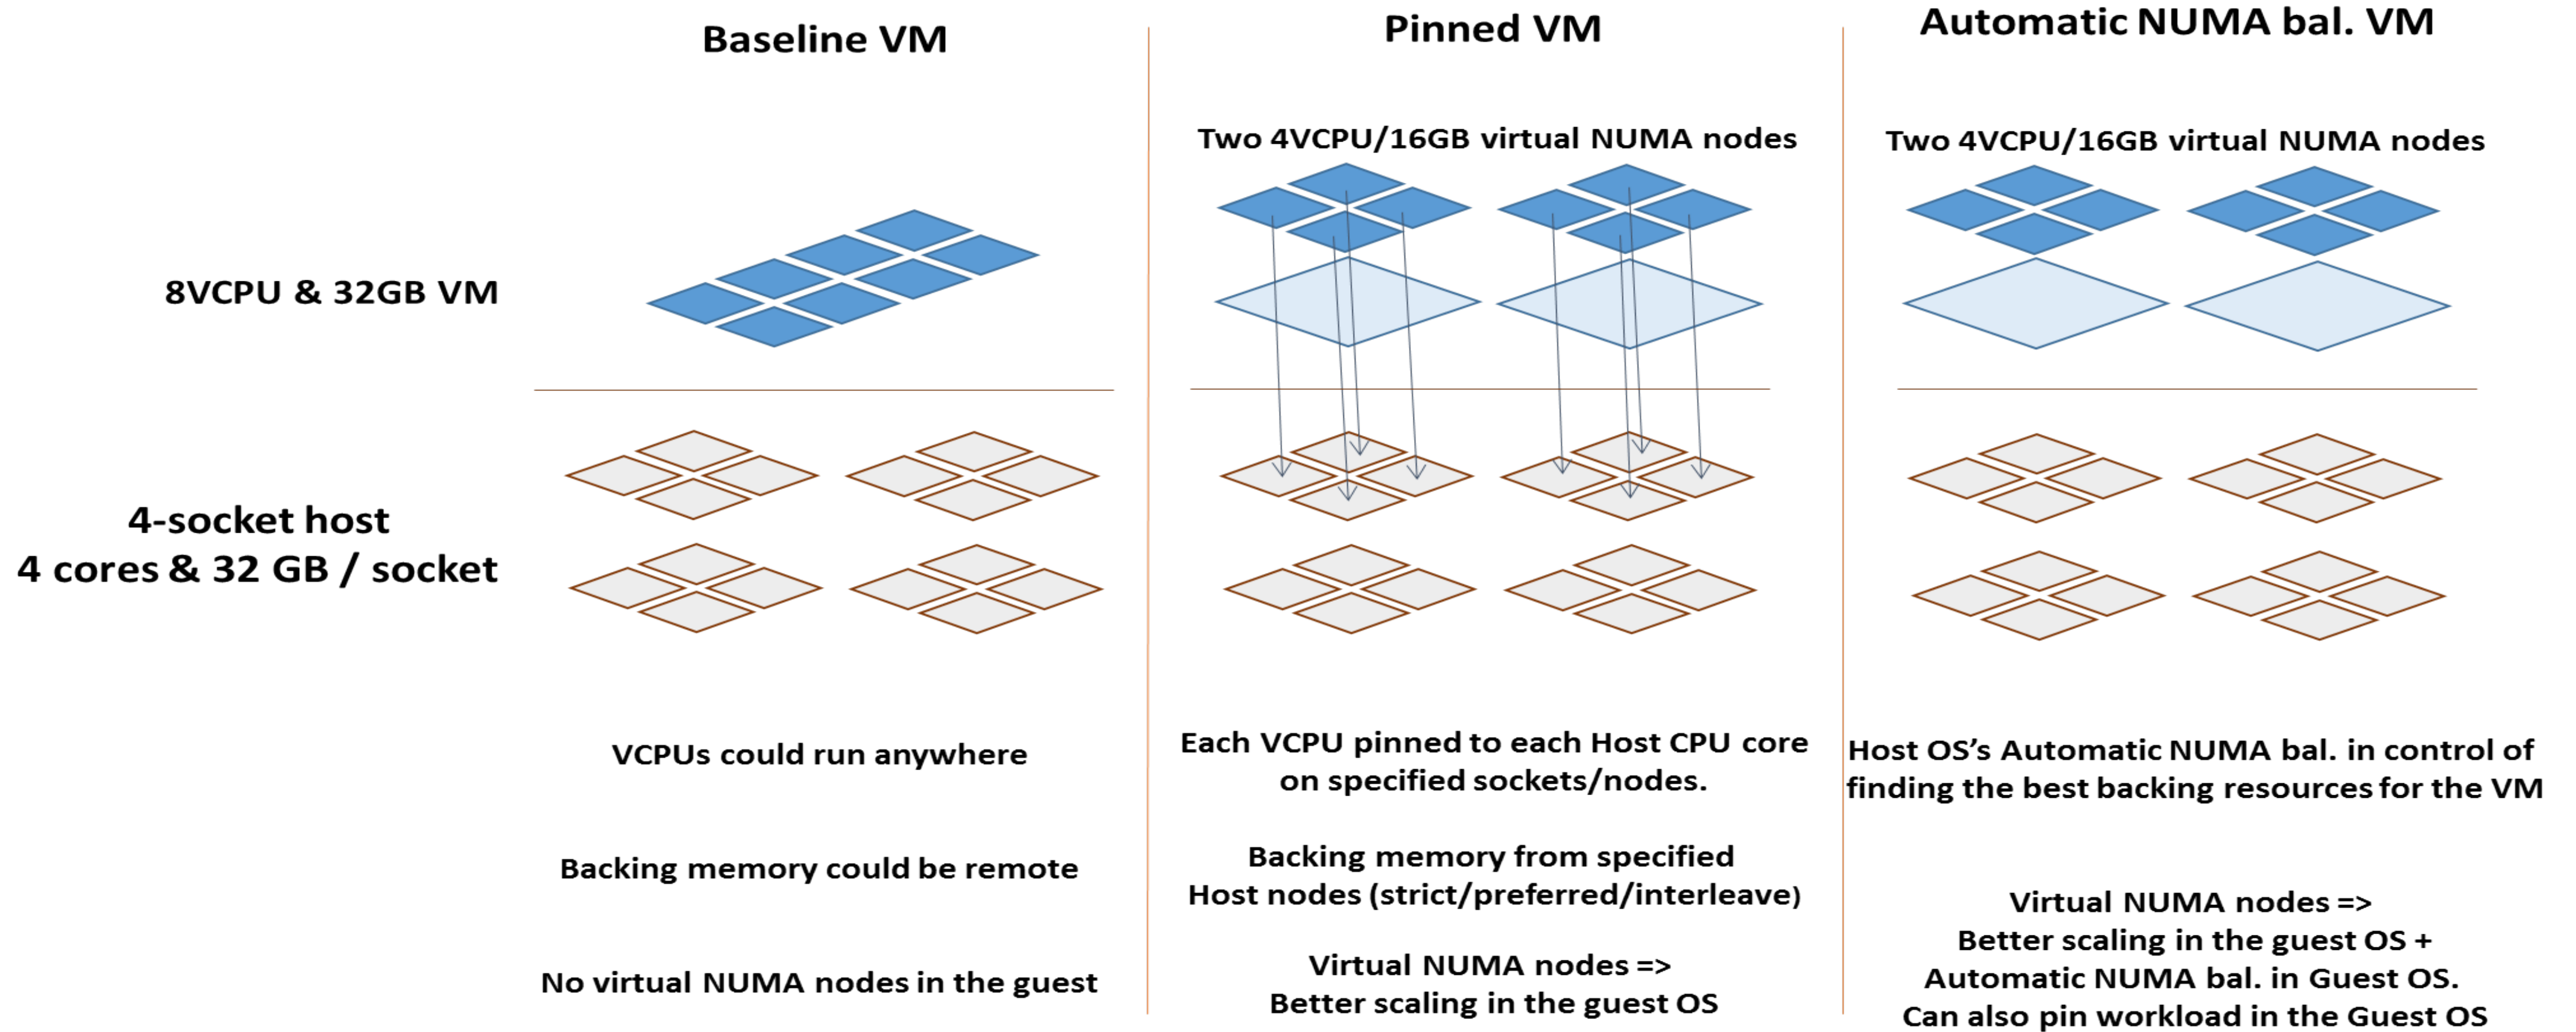 Baseline VM
Pinned VM
Automatic NUMA bal. VM
Two 4VCPU/16GB virtual NUMA nodes
Two 4VCPU/16GB virtual NUMA nodes
8VCPU & 32GB VM
4-socket host
4 cores & 32 GB / socket
VCPUs could run anywhere
Backing memory could be remote
No virtual NUMA nodes in the guest
Each VCPU pinned to each Host CPU core
on specified sockets/nodes.
Backing memory from specified
Host nodes (strict/preferred/interleave)
Virtual NUMA nodes =>
Better scaling in the guest OS
Host OS’s Automatic NUMA bal. in control of
finding the best backing resources for the VM
Virtual NUMA nodes =>
Better scaling in the guest OS +
Automatic NUMA bal. in Guest OS.
Can also pin workload in the Guest OS